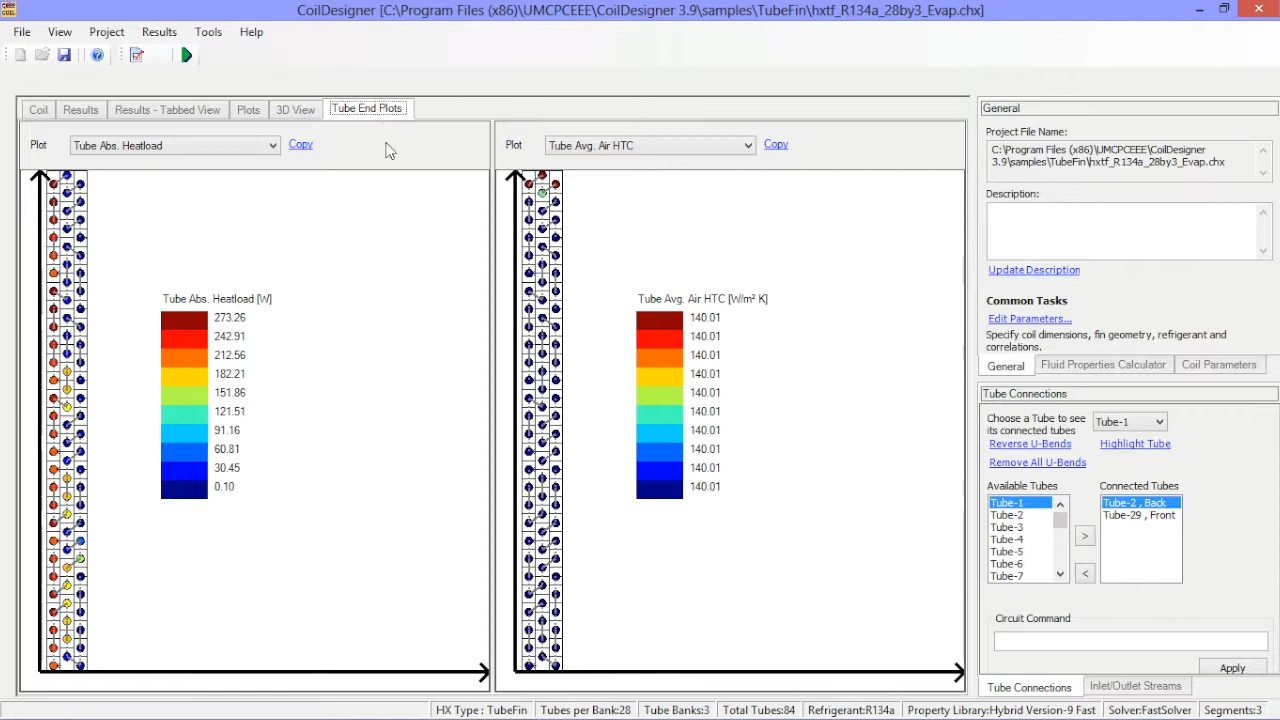 CoilDesigner [C:\Program Files (x86)\UMCPCEEE\CoilDesigner 3.9\samples\TubeFin\hxtf_R134a_28by3_Evap.chx]
File View Project Results Tools Help
Coil Results Results - Tabbed View Plots 3D View Tube End Plots
Plot Tube Abs. Heatload Copy
Plot Tube Avg. Air HTC Copy
Tube Abs. Heatload [W]
273.26
242.91
212.56
182.21
151.86
121.51
91.16
60.81
30.45
0.10
Tube Avg. Air HTC [W/m² K]
140.01
140.01
140.01
140.01
140.01
140.01
140.01
140.01
140.01
140.01
General
Project File Name:
C:\Program Files (x86)\UMCPCEEE\CoilDesigner
3.9\samples\TubeFin\hxtf_R134a_28by3_Evap.chx
Description:
Update Description
Common Tasks
Edit Parameters...
Specify coil dimensions, fin geometry, refrigerant and
correlations.
General Fluid Properties Calculator Coil Parameters
Tube Connections
Choose a Tube to see
its connected tubes
Tube-1
Reverse U-Bends Highlight Tube
Remove All U-Bends
Available Tubes
Tube-1
Tube-2
Tube-3
Tube-4
Tube-5
Tube-6
Tube-7
>
<
Connected Tubes
Tube-2 , Back
Tube-29 , Front
Circuit Command
Apply
Tube Connections Inlet/Outlet Streams
HX Type : TubeFin Tubes per Bank:28 Tube Banks:3 Total Tubes:84 Refrigerant:R134a Property Library:Hybrid Version-9 Fast Solver:FastSolver Segments:3